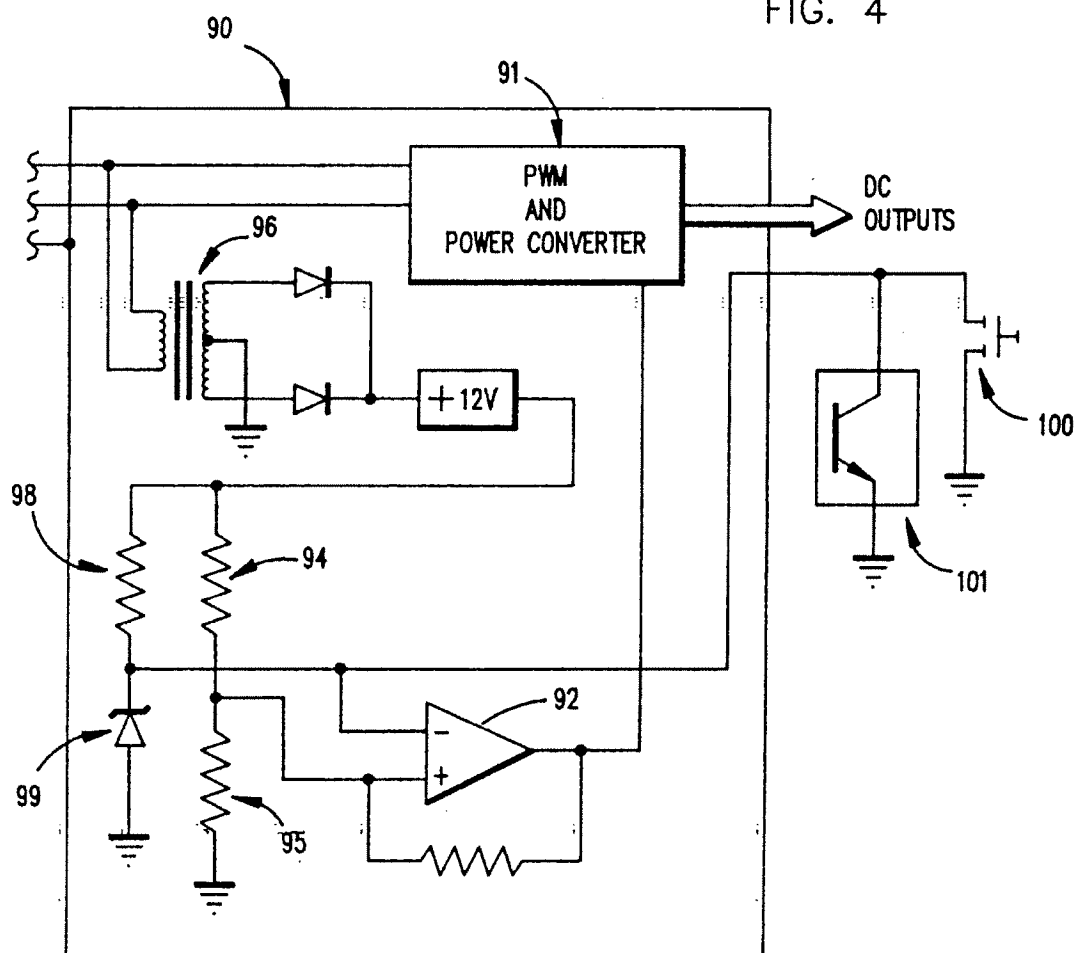 FIG. 4
90
91
PWM
AND
POWER CONVERTER
DC
OUTPUTS
96
+ 12V
100
98
94
101
92
-
+
99
95